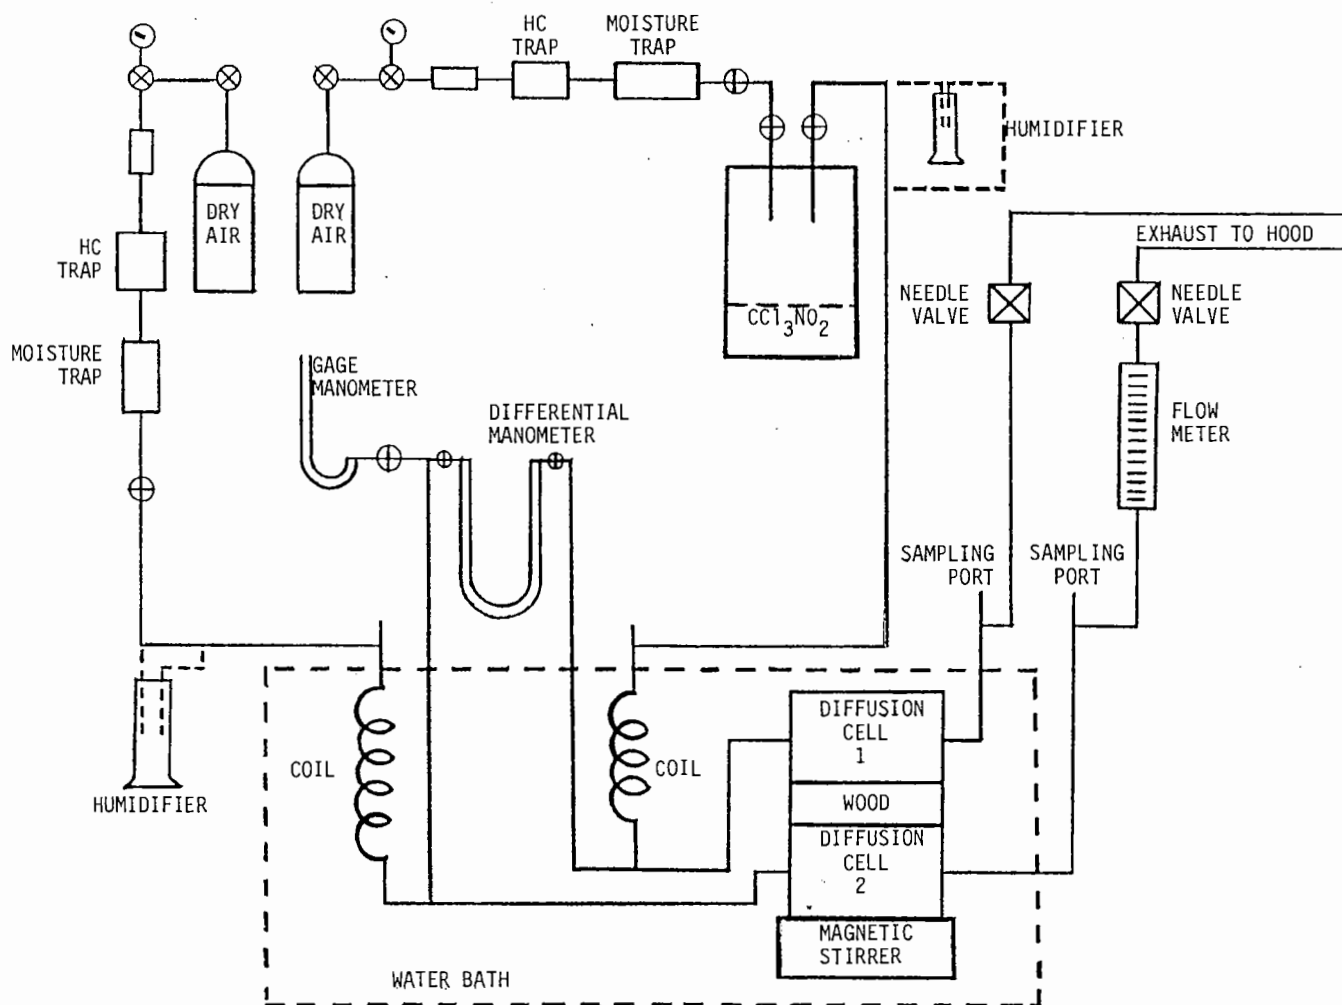 HC
TRAP
MOISTURE
TRAP
HUMIDIFIER
DRY
AIR
DRY
AIR
HC
TRAP
EXHAUST TO HOOD
NEEDLE
VALVE
NEEDLE
VALVE
CCl3NO2
MOISTURE
TRAP
GAGE
MANOMETER
DIFFERENTIAL
MANOMETER
FLOW
METER
SAMPLING
PORT
SAMPLING
PORT
DIFFUSION
CELL
1
COIL
COIL
WOOD
HUMIDIFIER
DIFFUSION
CELL
2
MAGNETIC
STIRRER
WATER BATH